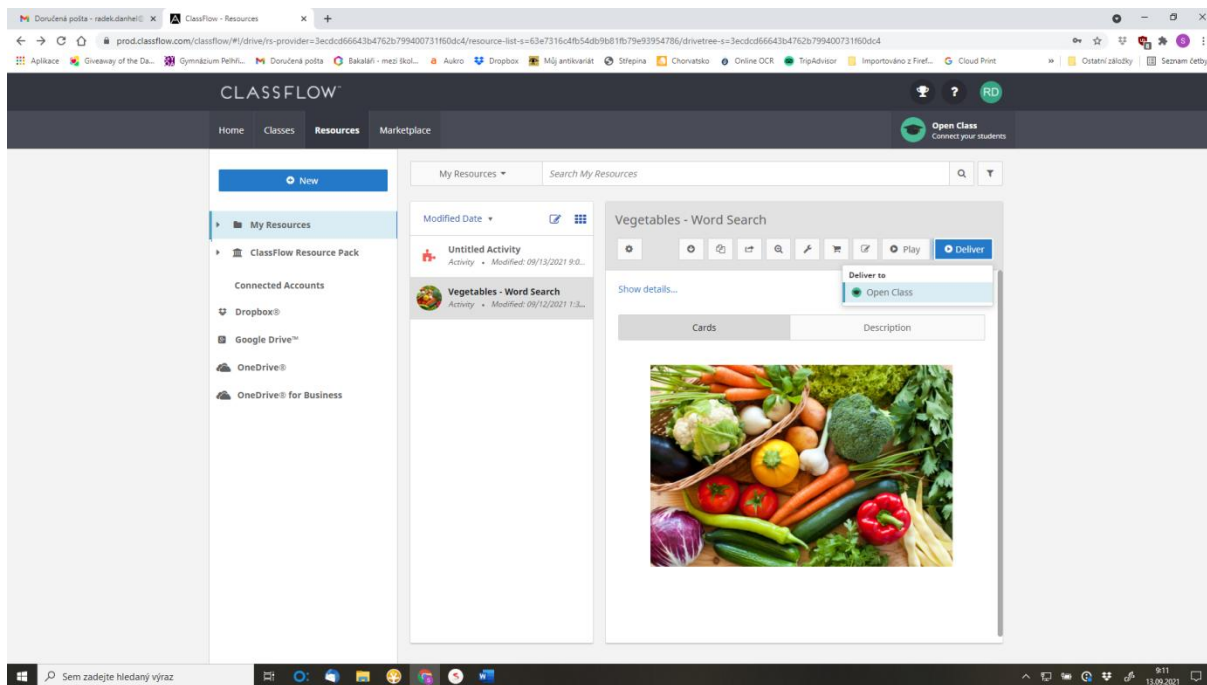 Doručená pošta - radek.danhel@
ClassFlow - Resources
prod.classflow.com/classflow/#!/drive/rs-provider=3ecdcd66643b4762b799400731f60dc4/resource-list-s=63e7316c4fb54db9b81fb79e93954786/drivetree-s=3ecdcd66643b4762b799400731f60dc4
Aplikace Giveaway of the Da... Gymnázium Pelhři... Doručená pošta Bakaláři - mezi škol... Aukro Dropbox Můj antikvariát Střepina Chorvatsko Online OCR TripAdvisor Importováno z Firef... Cloud Print » Ostatní záložky Seznam četby
CLASSFLOW
? RD
Home Classes Resources Marketplace
Open Class
Connect your students
New
My Resources
Search My Resources
My Resources
ClassFlow Resource Pack
Connected Accounts
Dropbox®
Google Drive™
OneDrive®
OneDrive® for Business
Modified Date
Untitled Activity
Activity • Modified: 09/13/2021 9:0...
Vegetables - Word Search
Activity • Modified: 09/12/2021 1:3...
Vegetables - Word Search
Play Deliver
Deliver to
Open Class
Show details...
Cards Description
Sem zadejte hledaný výraz
9:11
13.09.2021